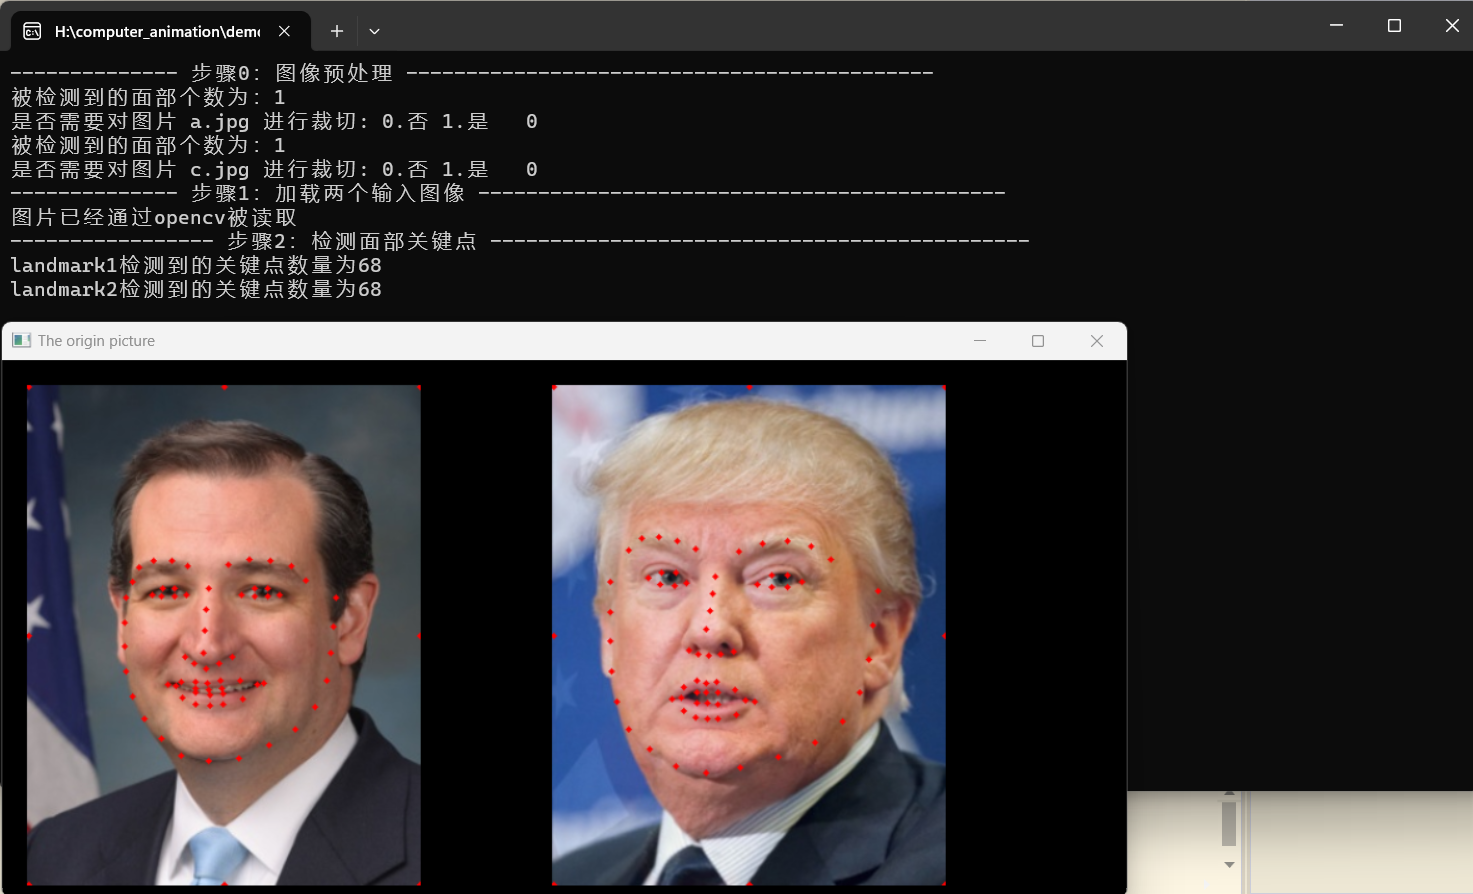 H:\computer_animation\demo
-------------- 步骤0: 图像预处理 --------------------------------------------
被检测到的面部个数为: 1
是否需要对图片 a.jpg 进行裁切: 0.否 1.是   0
被检测到的面部个数为: 1
是否需要对图片 c.jpg 进行裁切: 0.否 1.是   0
-------------- 步骤1: 加载两个输入图像 --------------------------------------------
图片已经通过opencv被读取
----------------- 步骤2: 检测面部关键点 ---------------------------------------------
landmark1检测到的关键点数量为68
landmark2检测到的关键点数量为68
The origin picture